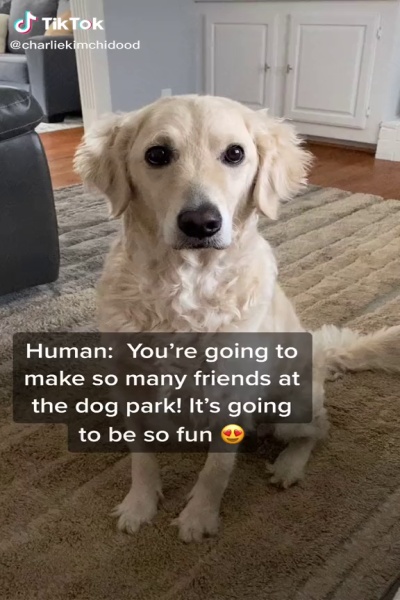 TikTok
@charliekimchidood
Human: You’re going to
make so many friends at
the dog park! It’s going
to be so fun 😍